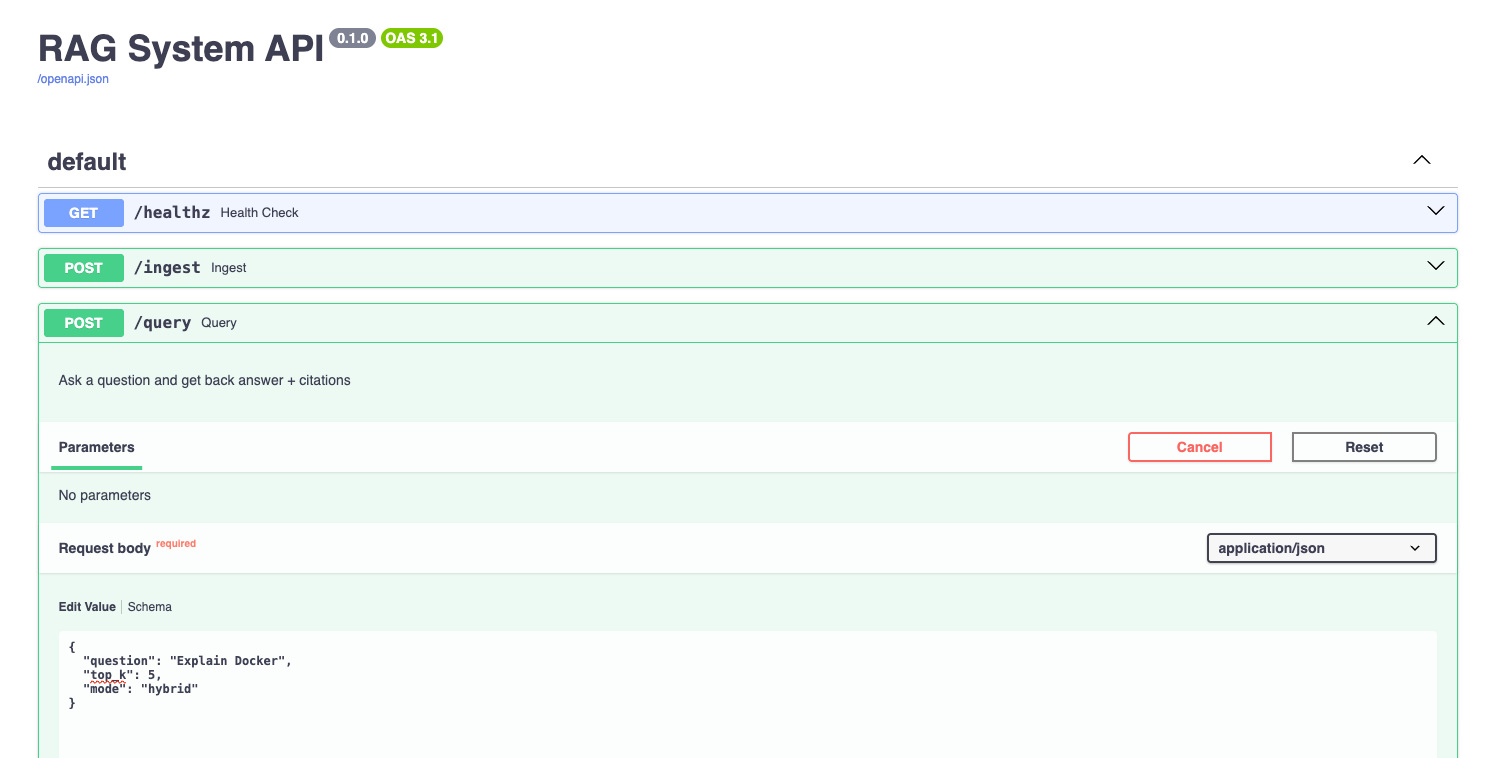 RAG System API 0.1.0 OAS 3.1
/openapi.json
default
GET /healthz Health Check
POST /ingest Ingest
POST /query Query
Ask a question and get back answer + citations
Parameters Cancel Reset
No parameters
Request body required application/json
Edit Value Schema
{
  "question": "Explain Docker",
  "top_k": 5,
  "mode": "hybrid"
}